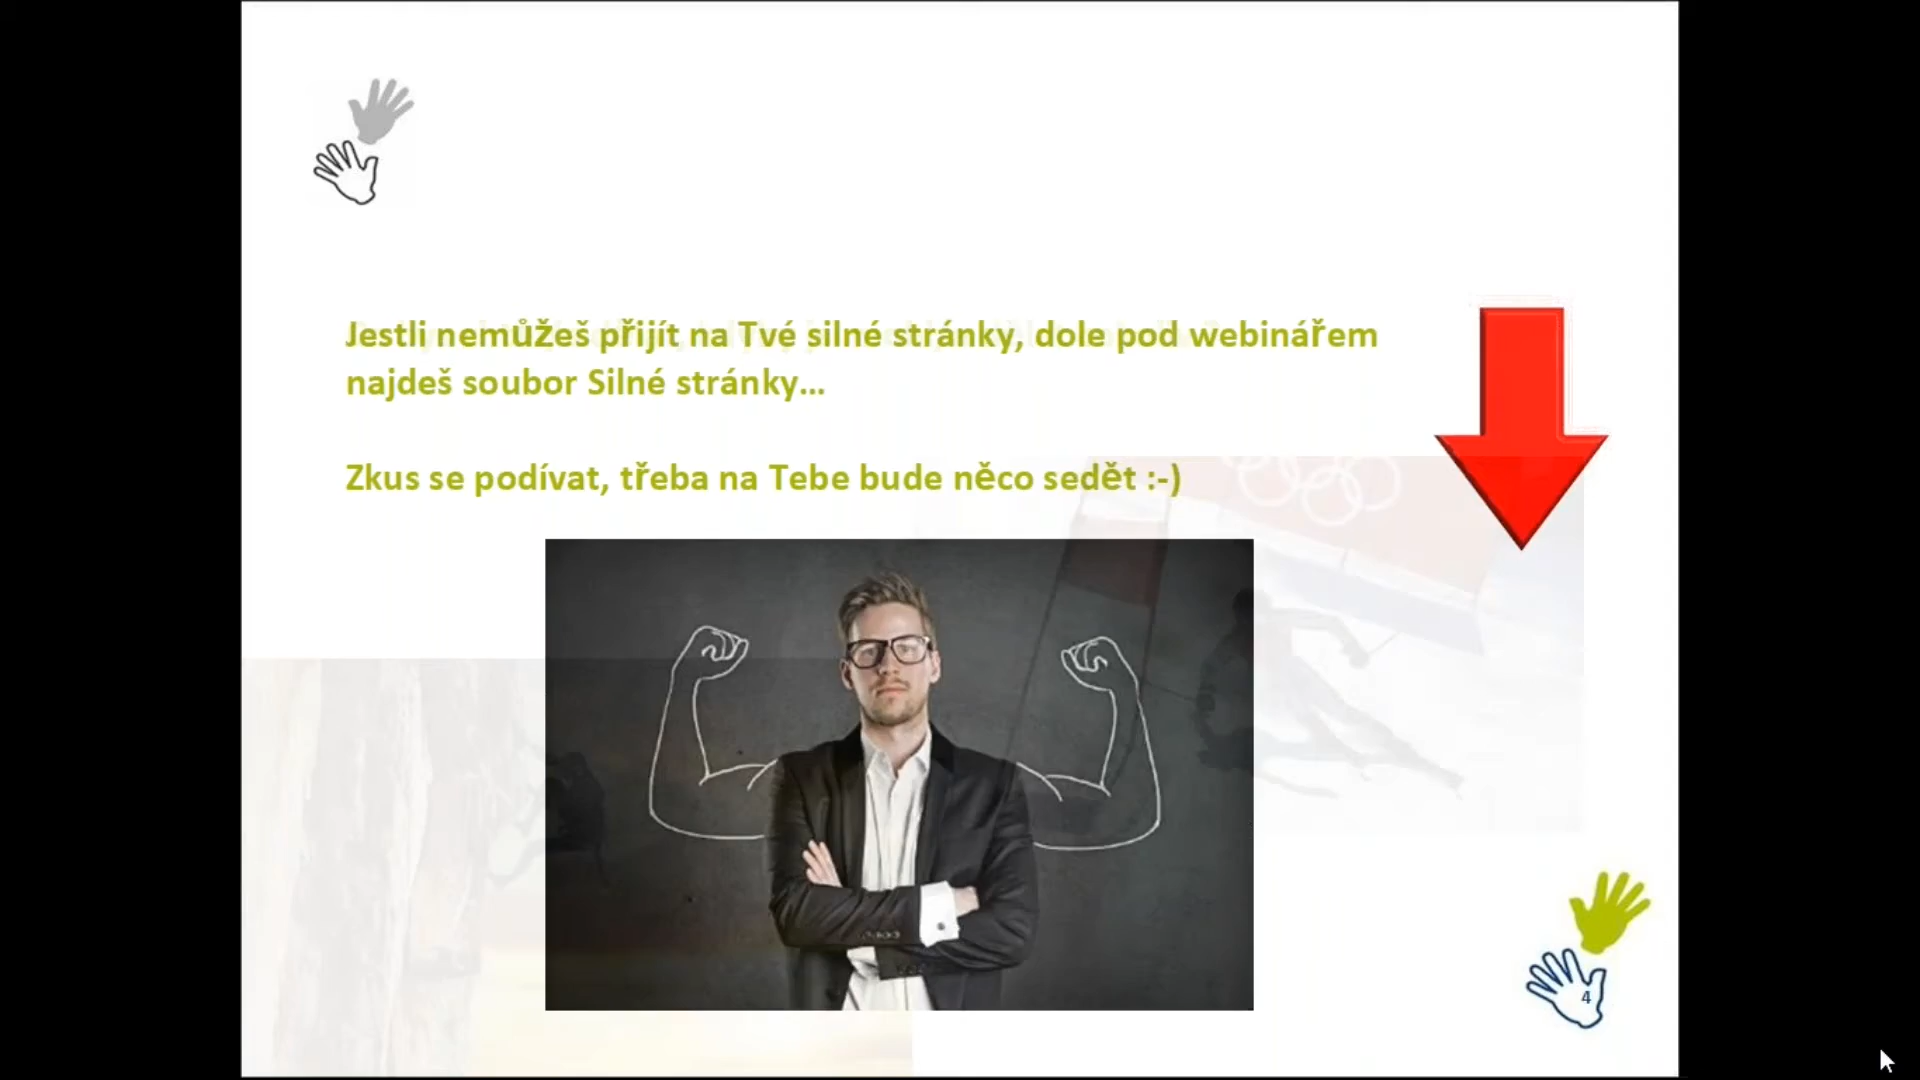 Jestli nemůžeš přijít na Tvé silné stránky, dole pod webinářem
najdeš soubor Silné stránky...
Zkus se podívat, třeba na Tebe bude něco sedět :-)
4